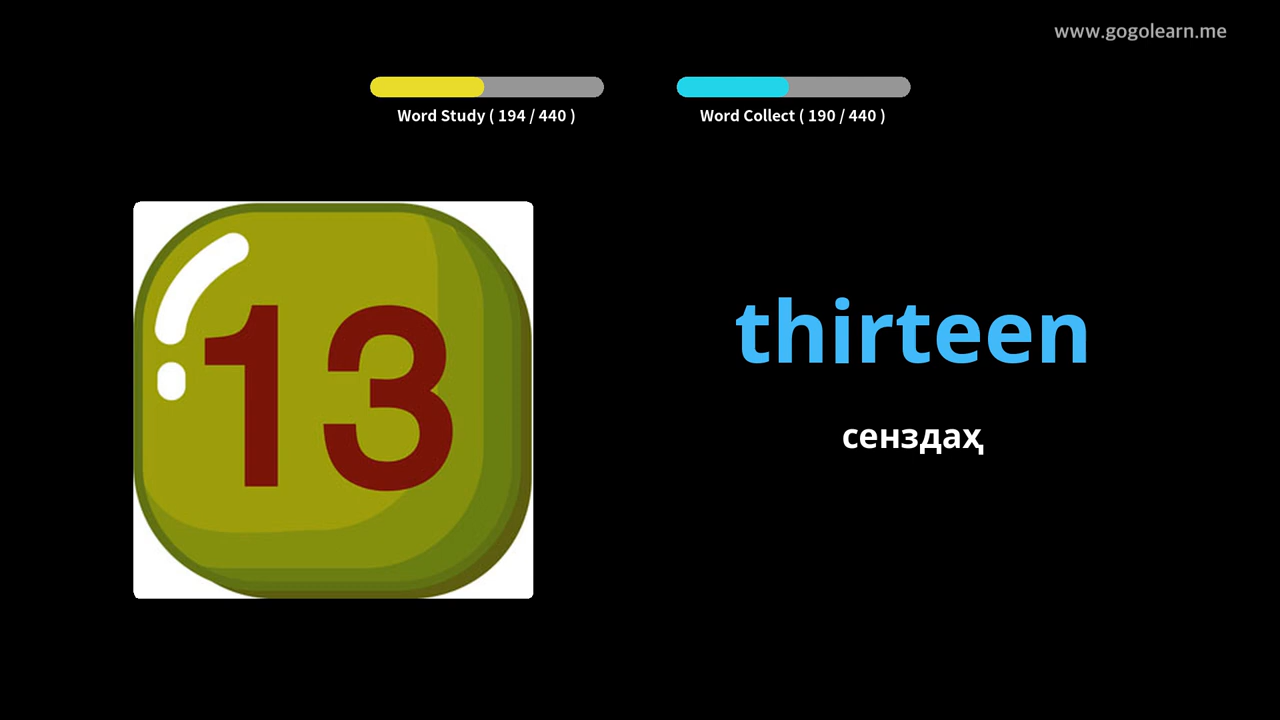 www.gogolearn.me
Word Study ( 194 / 440 )
Word Collect ( 190 / 440 )
13
thirteen
сенздаҳ